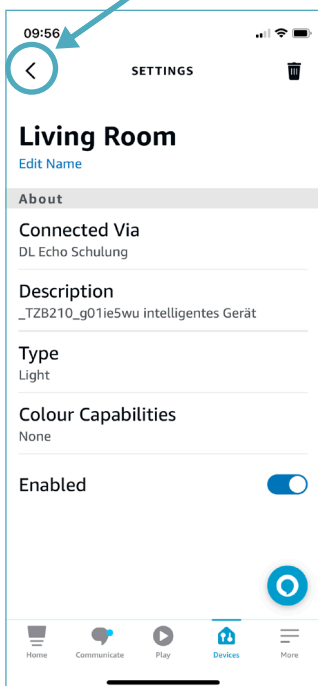 09:56
SETTINGS
Living Room
Edit Name
About
Connected Via
DL Echo Schulung
Description
_TZB210_g01ie5wu intelligentes Gerät
Type
Light
Colour Capabilities
None
Enabled
Home Communicate Play Devices More